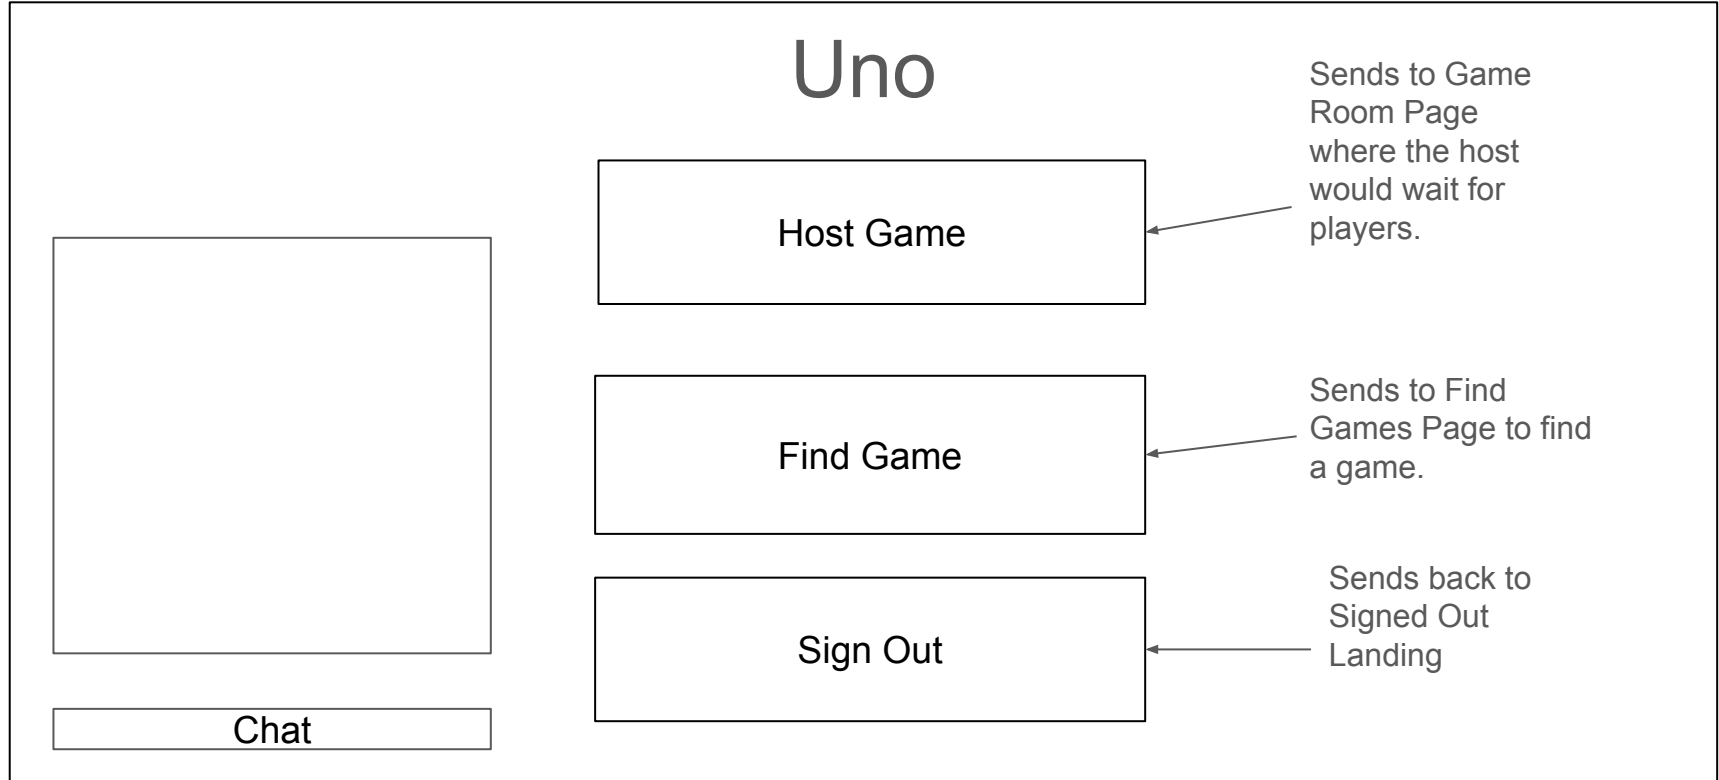 Uno
Sends to Game
Room Page
where the host
would wait for
players.
Host Game
Sends to Find
Games Page to find
a game.
Find Game
Sends back to
Signed Out
Landing
Sign Out
Chat